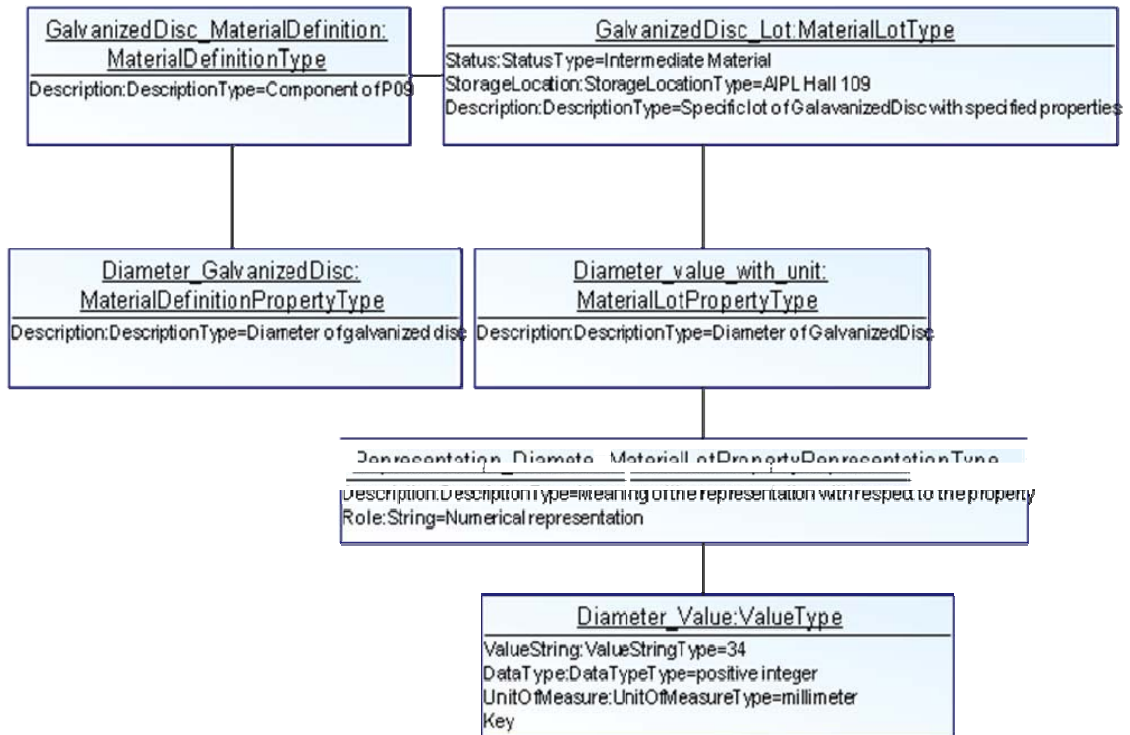 GalvanizedDisc_MaterialDefinition:
MaterialDefinitionType
Description:DescriptionType=Component of P09
GalvanizedDisc_Lot:MaterialLotType
Status:StatusType=Intermediate Material
StorageLocation:StorageLocationType=AIPL Hall 109
Description:DescriptionType=Specific lot of GalavanizedDisc with specified properties
Diameter_GalvanizedDisc:
MaterialDefinitionPropertyType
Description:DescriptionType=Diameter of galvanized disc
Diameter_value_with_unit:
MaterialLotPropertyType
Description:DescriptionType=Diameter of GalvanizedDisc
Representation_Diamete MaterialLotPropertyRepresentationType
Description:DescriptionType=Meaning of the representation with respect to the property
Role:String=Numerical representation
Diameter_Value:ValueType
ValueString:ValueStringType=34
DataType:DataTypeType=positive integer
UnitOfMeasure:UnitOfMeasureType=millimeter
Key